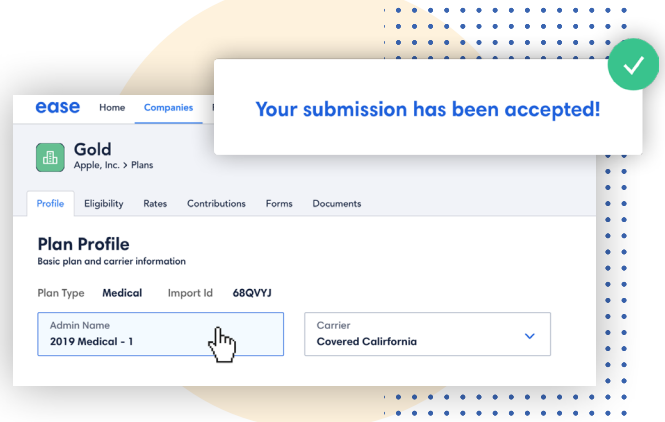 Your submission has been accepted!
ease Home Companies
Gold
Apple, Inc. > Plans
Profile Eligibility Rates Contributions Forms Documents
Plan Profile
Basic plan and carrier information
Plan Type Medical Import Id 68QVYJ
Admin Name
2019 Medical - 1
Carrier
Covered Calirfornia